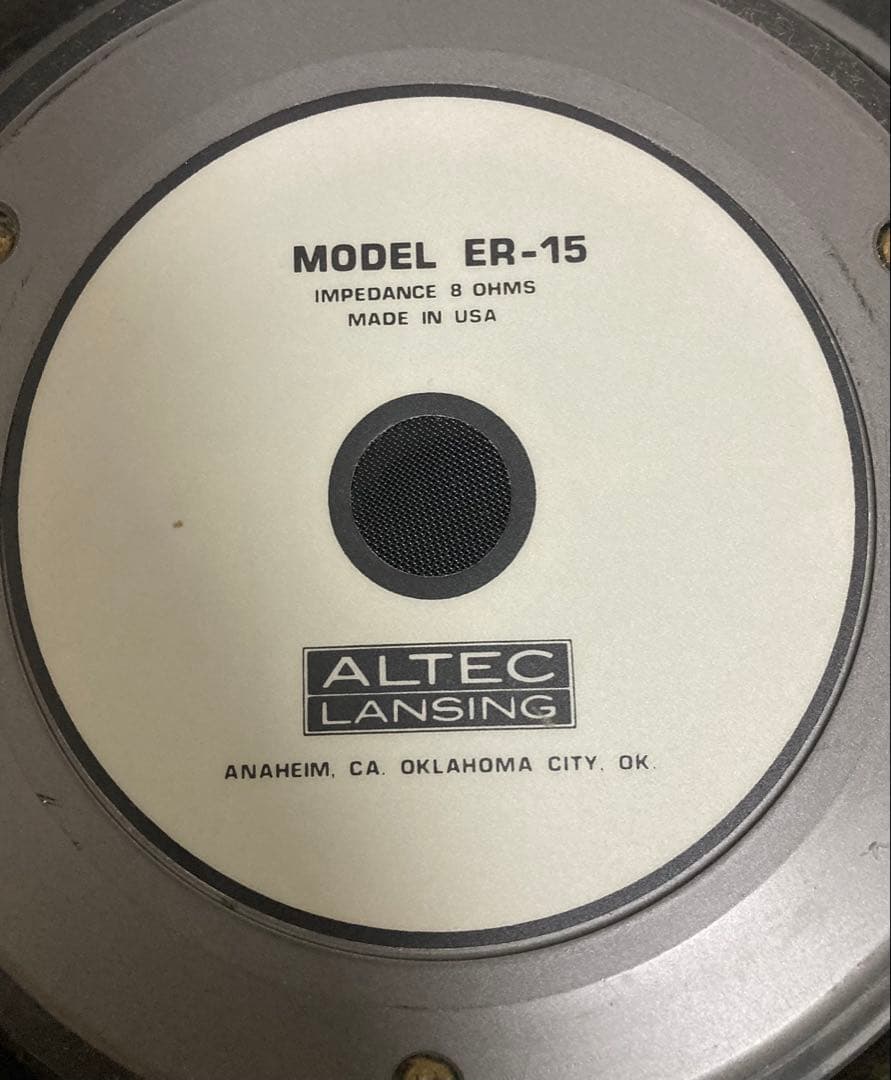 MODEL ER-15
IMPEDANCE 8 OHMS
MADE IN USA
ALTEC
LANSING
ANAHEIM, CA. OKLAHOMA CITY, OK.